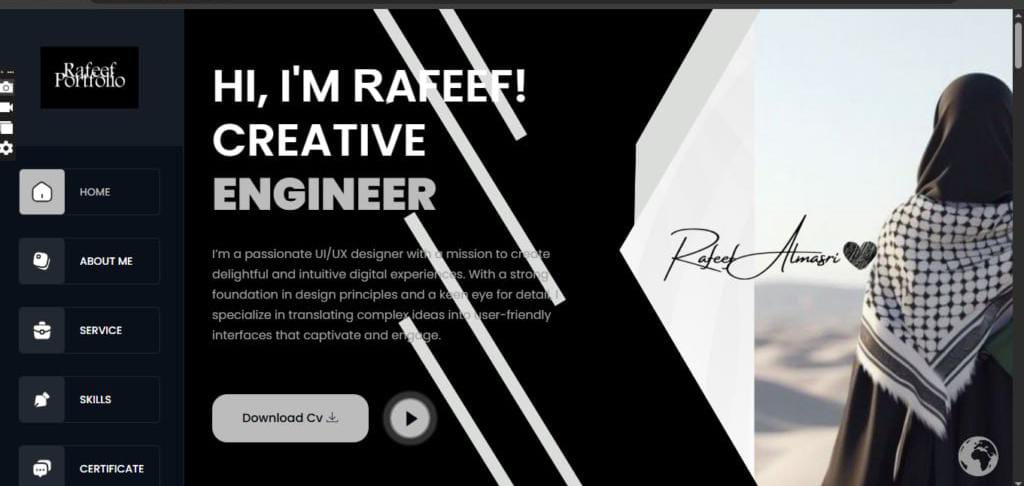 Rafeef
Portfolio
HOME
ABOUT ME
SERVICE
SKILLS
CERTIFICATE
HI, I'M RAFEEF!
CREATIVE
ENGINEER
I'm a passionate UI/UX designer with a mission to create
delightful and intuitive digital experiences. With a strong
foundation in design principles and a keen eye for detail, I
specialize in translating complex ideas into user-friendly
interfaces that captivate and engage.
Download Cv
Rafeef Almasri